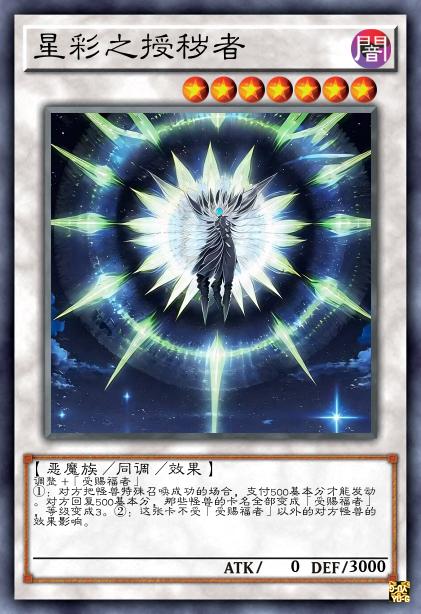 星彩之授秽者
闇
【恶魔族／同调／效果】
调整＋「受赐福者」
①：对方把怪兽特殊召唤成功的场合，支付500基本分才能发动
。对方回复500基本分，那些怪兽的卡名全部变成「受赐福者
」，等级变成3。②：这张卡不受「受赐福者」以外的对方怪兽的
效果影响。
ATK/ 0 DEF/3000